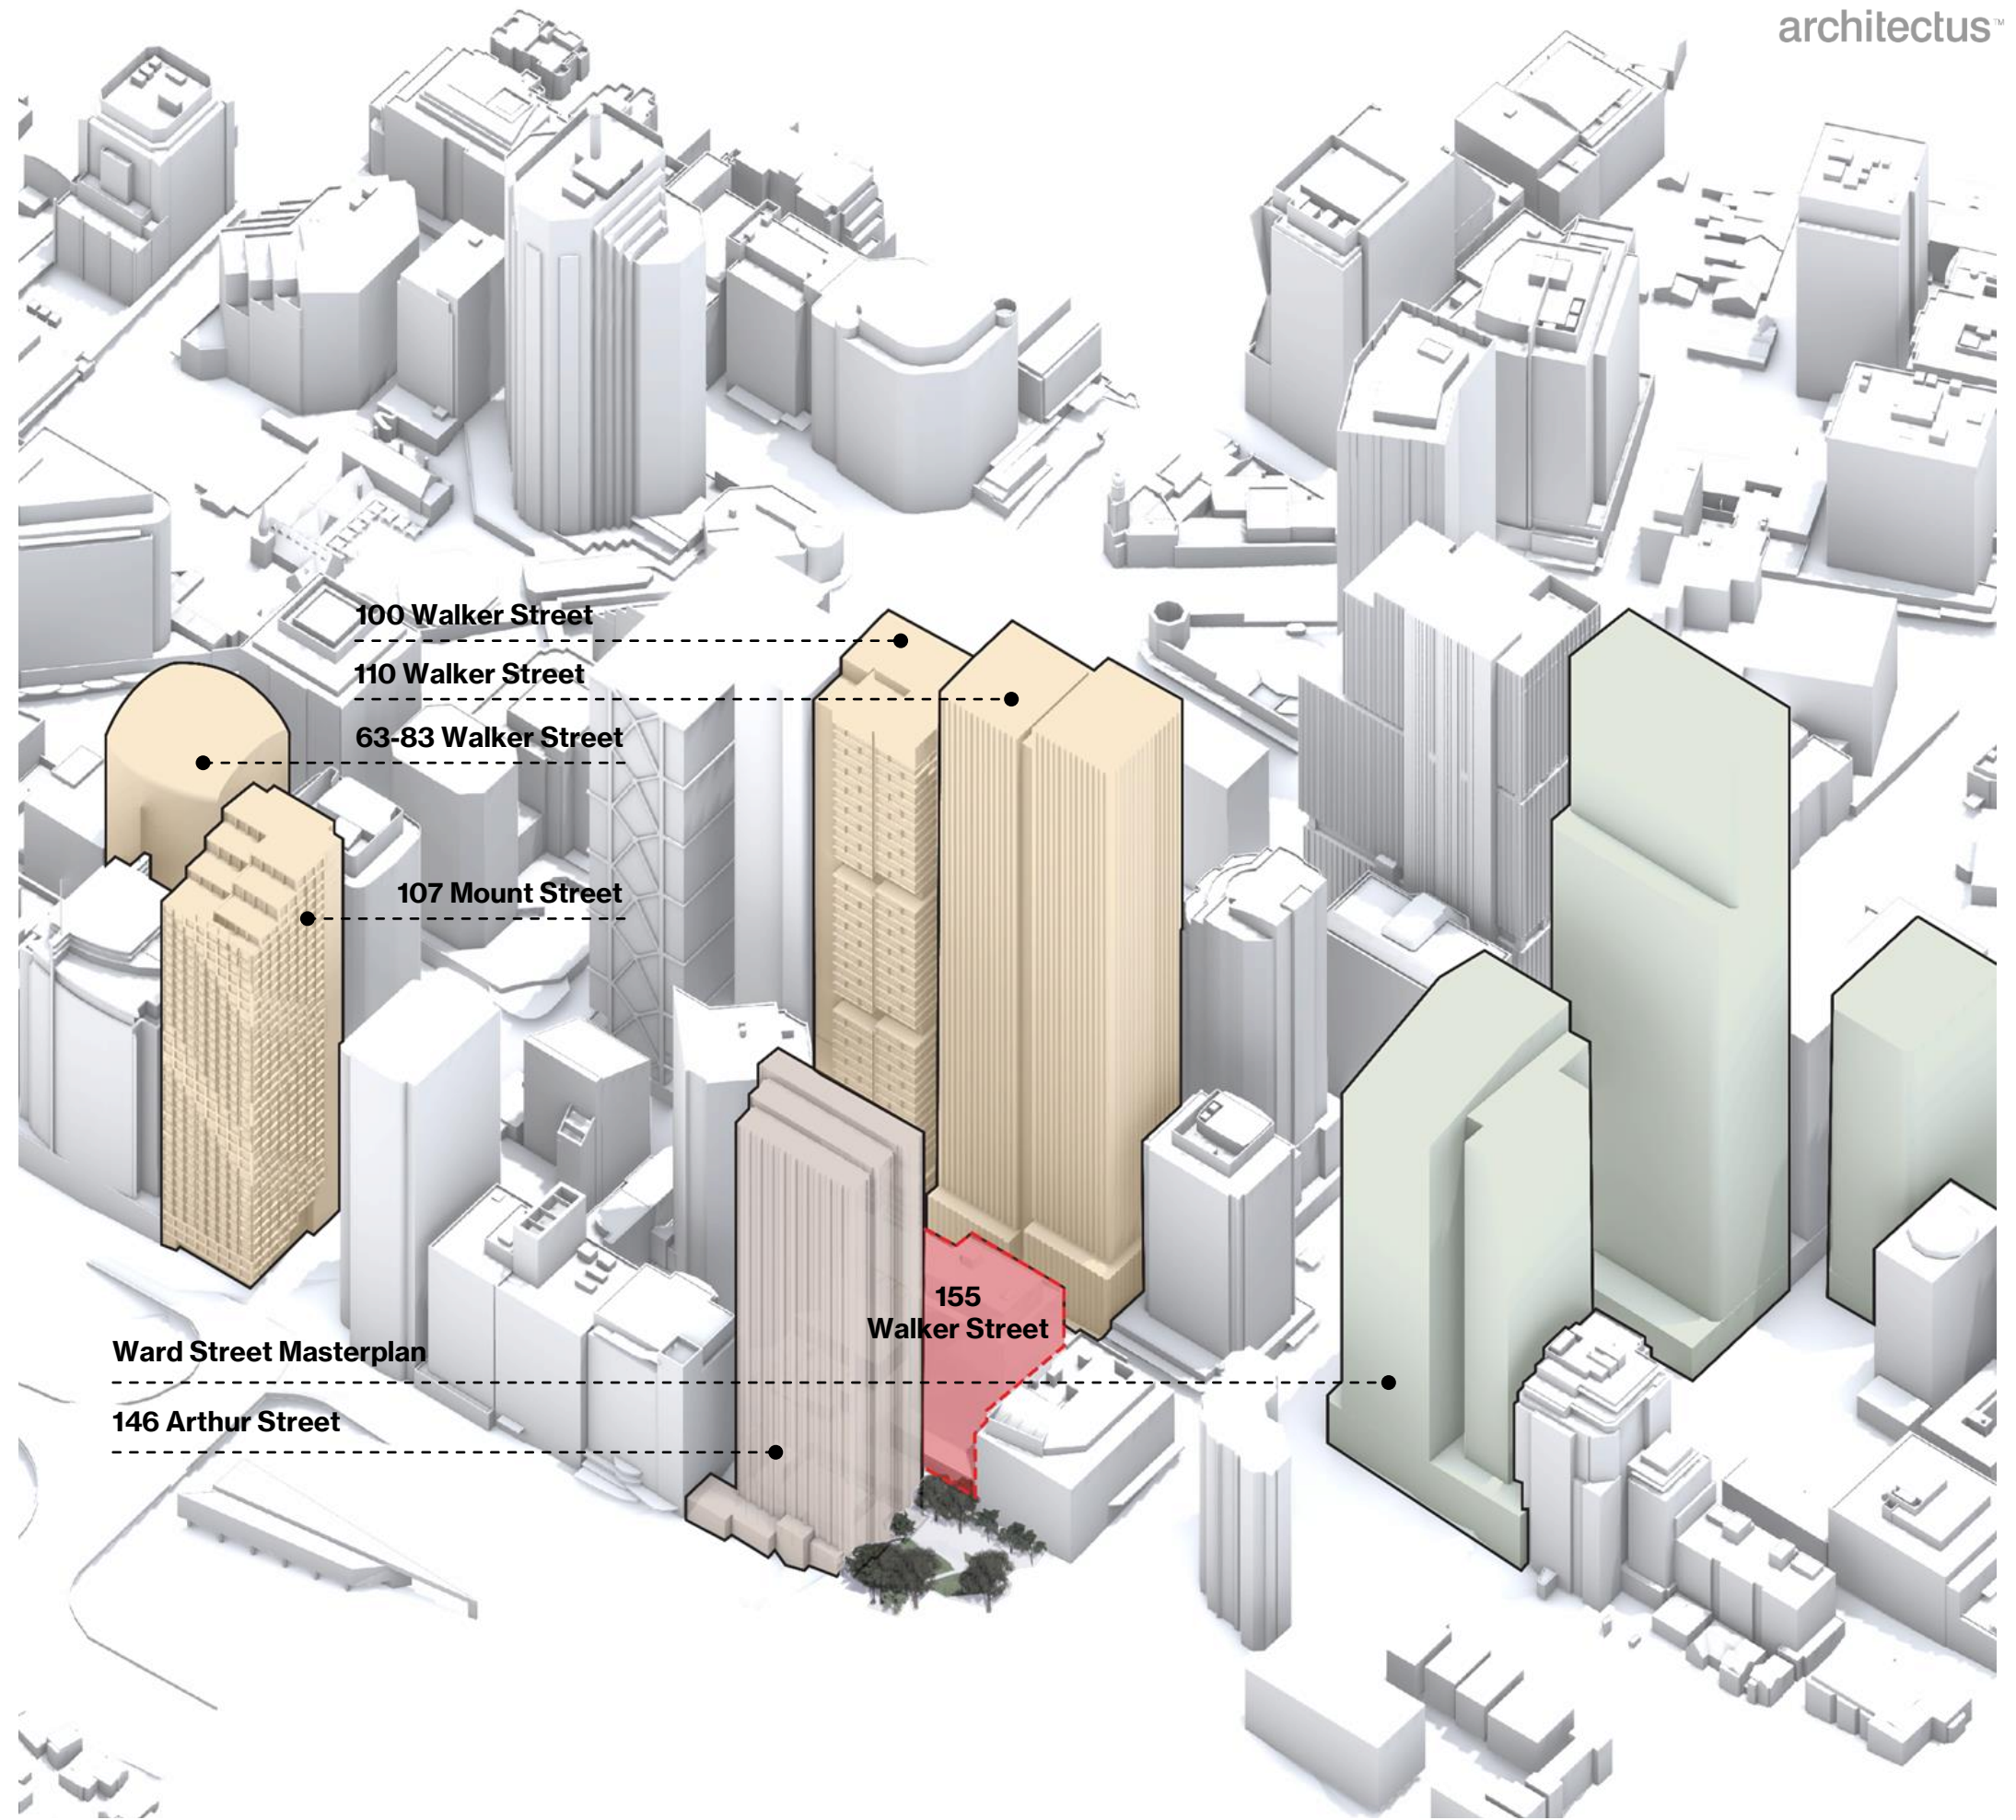 architectus™
100 Walker Street
110 Walker Street
63-83 Walker Street
107 Mount Street
155
Walker Street
Ward Street Masterplan
146 Arthur Street